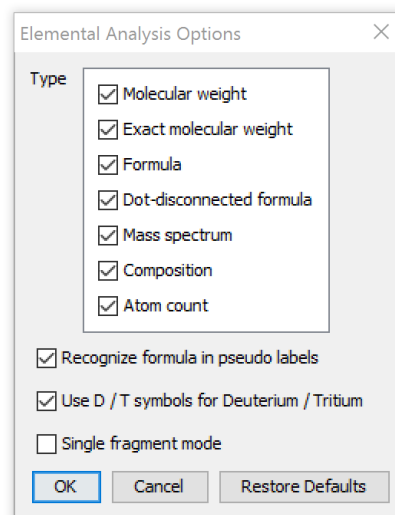 Elemental Analysis Options
Type
Molecular weight
Exact molecular weight
Formula
Dot-disconnected formula
Mass spectrum
Composition
Atom count
Recognize formula in pseudo labels
Use D / T symbols for Deuterium / Tritium
Single fragment mode
OK Cancel Restore Defaults